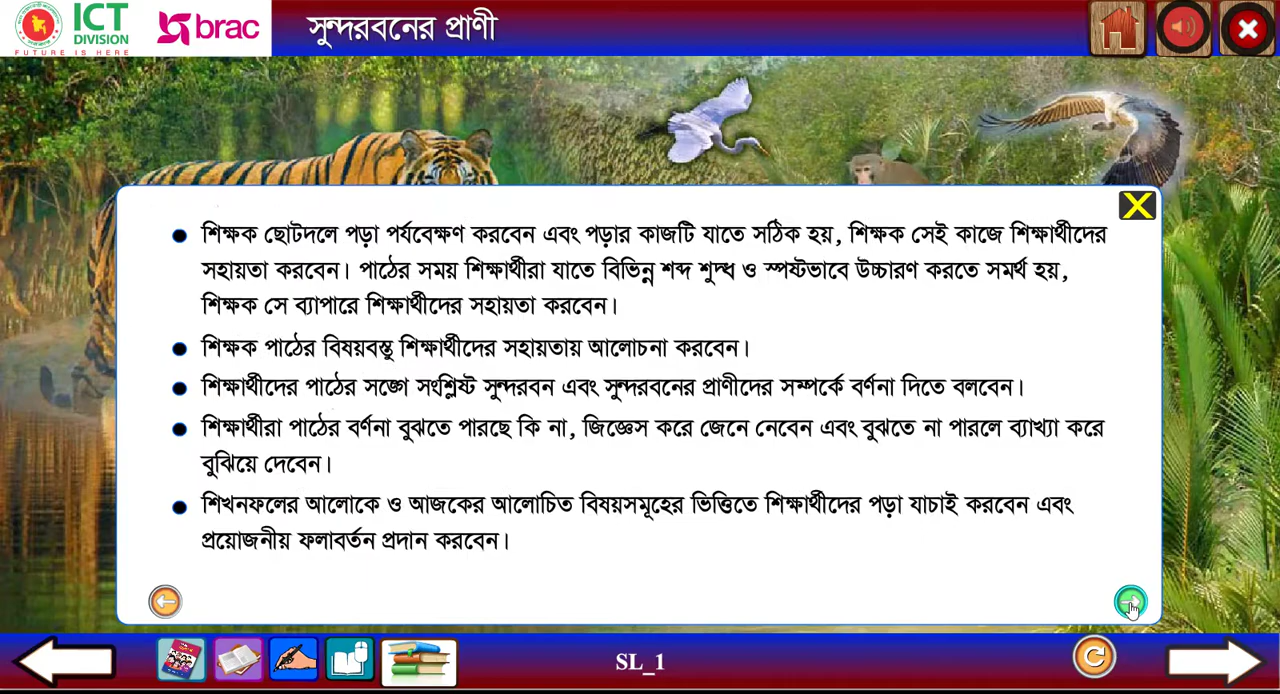 ICT
DIVISION
FUTURE IS HERE
brac
সুন্দরবনের প্রাণী
শিক্ষক ছোটদলে পড়া পর্যবেক্ষণ করবেন এবং পড়ার কাজটি যাতে সঠিক হয়, শিক্ষক সেই কাজে শিক্ষার্থীদের
সহায়তা করবেন। পাঠের সময় শিক্ষার্থীরা যাতে বিভিন্ন শব্দ শুদ্ধ ও স্পষ্টভাবে উচ্চারণ করতে সমর্থ হয়,
শিক্ষক সে ব্যাপারে শিক্ষার্থীদের সহায়তা করবেন।
শিক্ষক পাঠের বিষয়বস্তু শিক্ষার্থীদের সহায়তায় আলোচনা করবেন।
শিক্ষার্থীদের পাঠের সঙ্গে সংশ্লিষ্ট সুন্দরবন এবং সুন্দরবনের প্রাণীদের সম্পর্কে বর্ণনা দিতে বলবেন।
শিক্ষার্থীরা পাঠের বর্ণনা বুঝতে পারছে কি না, জিজ্ঞেস করে জেনে নেবেন এবং বুঝতে না পারলে ব্যাখ্যা করে
বুঝিয়ে দেবেন।
শিখনফলের আলোকে ও আজকের আলোচিত বিষয়সমূহের ভিত্তিতে শিক্ষার্থীদের পড়া যাচাই করবেন এবং
প্রয়োজনীয় ফলাবর্তন প্রদান করবেন।
SL_1